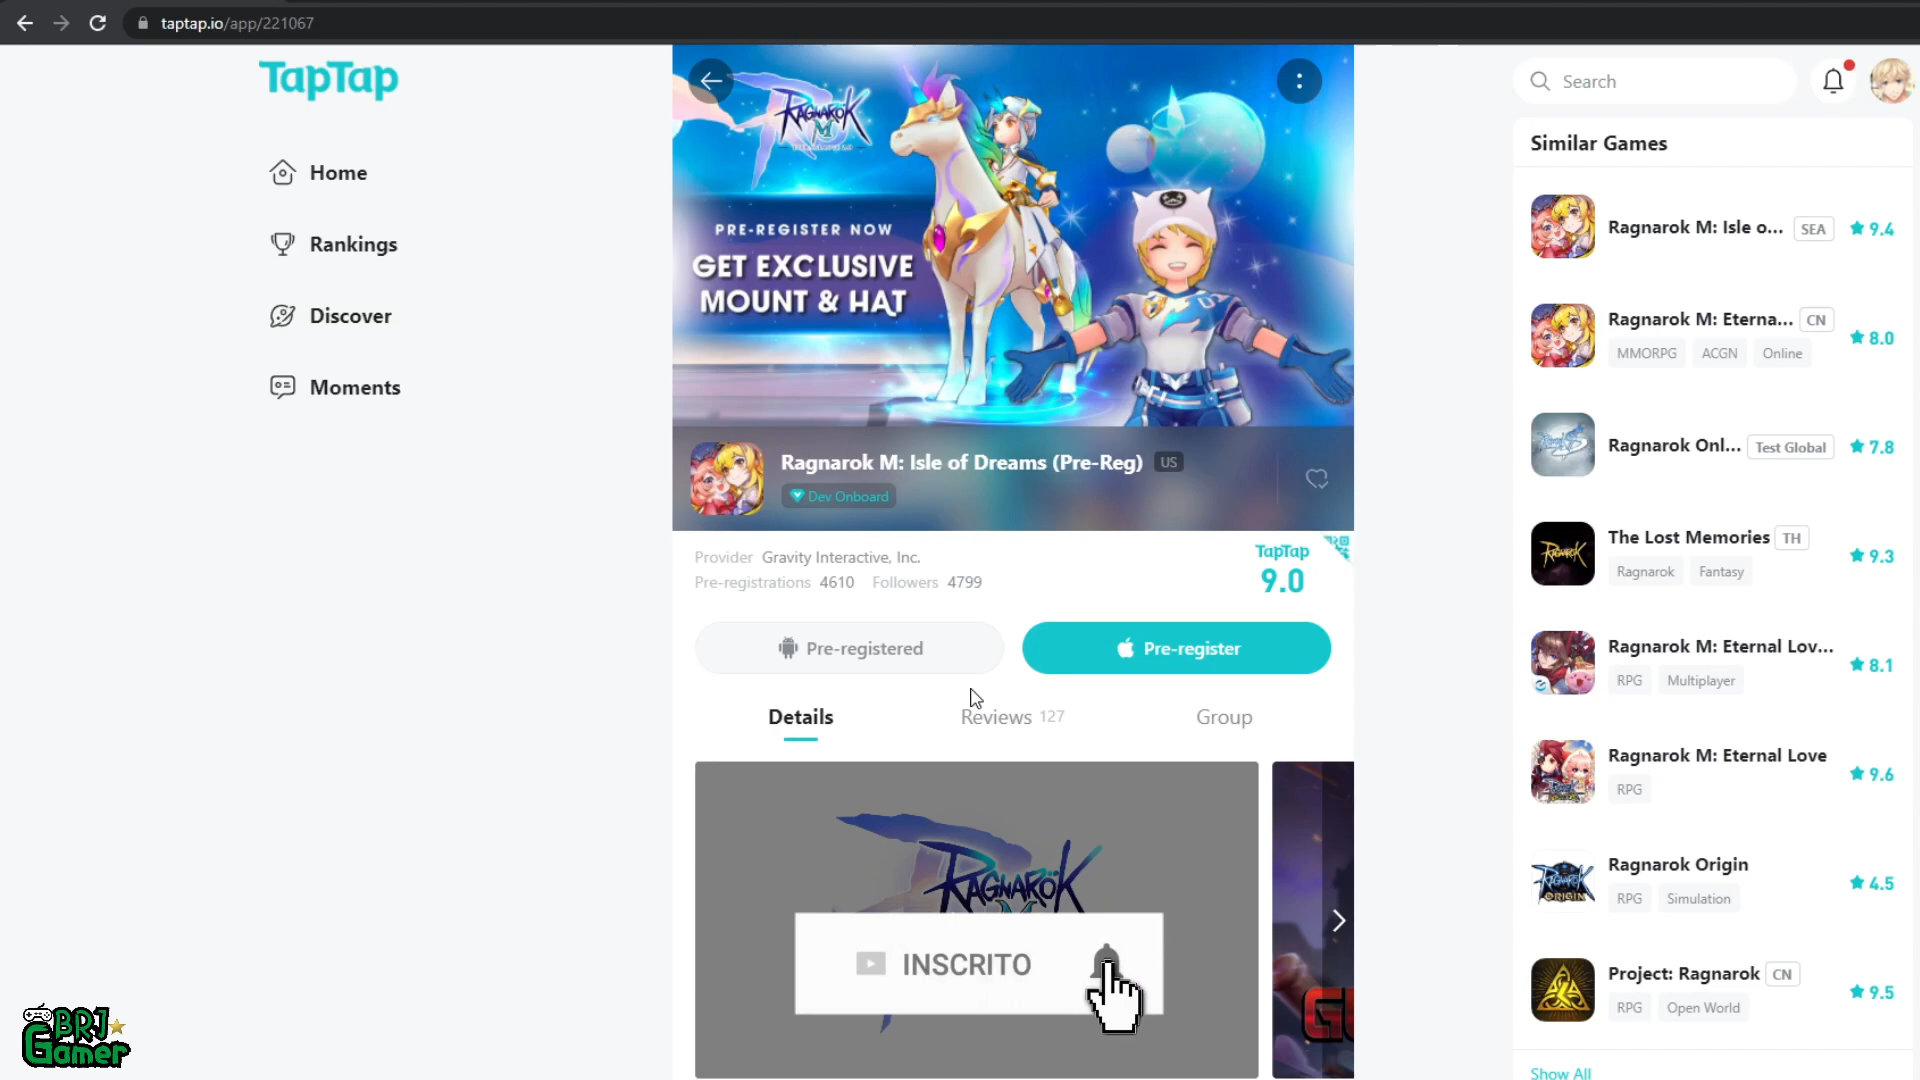 taptap.io/app/221067
TapTap
Home
Rankings
Discover
Moments
RAGNARÖK
M
PRE-REGISTER NOW
GET EXCLUSIVE
MOUNT & HAT
Ragnarok M: Isle of Dreams (Pre-Reg) US
Dev Onboard
Provider Gravity Interactive, Inc.
Pre-registrations 4610 Followers 4799
TapTap
9.0
Pre-registered
Pre-register
Details
Reviews 127
Group
RAGNARÖK
INSCRITO
BRJ
Gamer
Search
Similar Games
Ragnarok M: Isle o... SEA 9.4
Ragnarok M: Eterna... CN
MMORPG ACGN Online
8.0
Ragnarok Onl... Test Global 7.8
The Lost Memories TH
Ragnarok Fantasy
9.3
Ragnarok M: Eternal Lov...
RPG Multiplayer
8.1
Ragnarok M: Eternal Love
RPG
9.6
RAGNARÖK
ORIGIN
Ragnarok Origin
RPG Simulation
4.5
Project: Ragnarok CN
RPG Open World
9.5
Show All